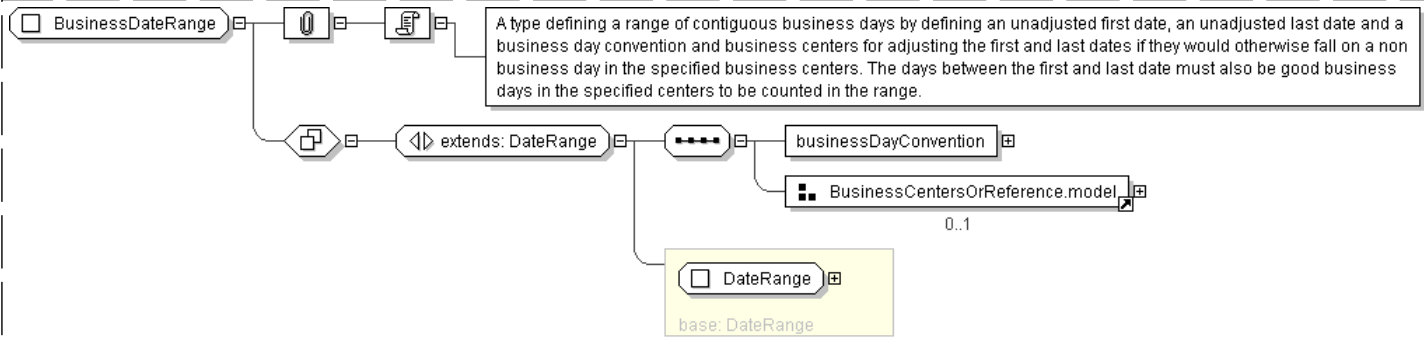 BusinessDateRange
A type defining a range of contiguous business days by defining an unadjusted first date, an unadjusted last date and a
business day convention and business centers for adjusting the first and last dates if they would otherwise fall on a non
business day in the specified business centers. The days between the first and last date must also be good business
days in the specified centers to be counted in the range.
extends: DateRange
businessDayConvention
BusinessCentersOrReference.model
0..1
DateRange
base: DateRange